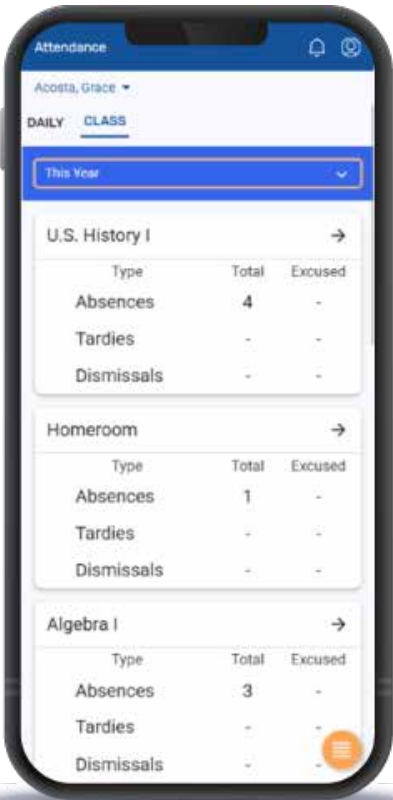 Attendance
Acosta, Grace
DAILY CLASS
This Year
U.S. History I
Type Total Excused
Absences 4 -
Tardies - -
Dismissals - -
Homeroom
Type Total Excused
Absences 1 -
Tardies - -
Dismissals - -
Algebra I
Type Total Excused
Absences 3 -
Tardies - -
Dismissals - -